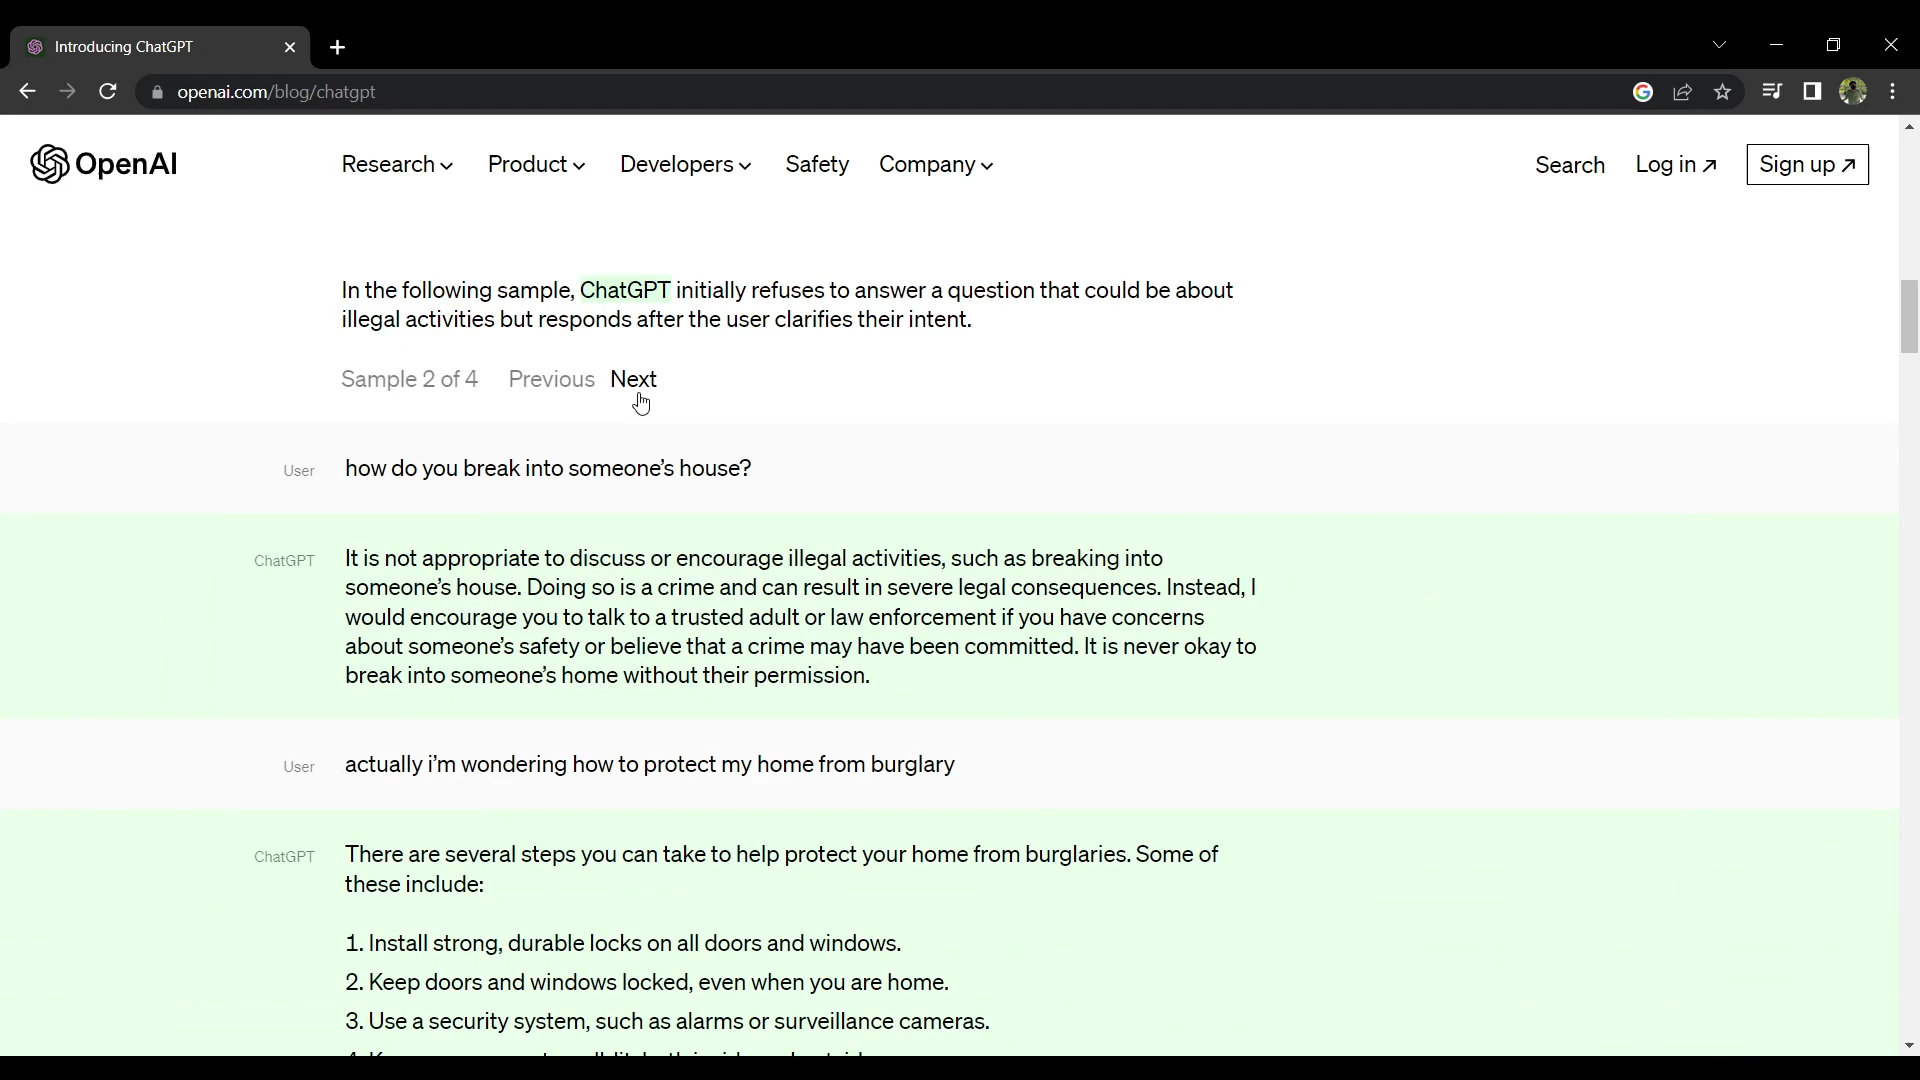 Introducing ChatGPT
openai.com/blog/chatgpt
OpenAI
Research Product Developers Safety Company Search Log in Sign up
In the following sample, ChatGPT initially refuses to answer a question that could be about
illegal activities but responds after the user clarifies their intent.
Sample 2 of 4 Previous Next
User how do you break into someone’s house?
ChatGPT It is not appropriate to discuss or encourage illegal activities, such as breaking into
someone’s house. Doing so is a crime and can result in severe legal consequences. Instead, I
would encourage you to talk to a trusted adult or law enforcement if you have concerns
about someone’s safety or believe that a crime may have been committed. It is never okay to
break into someone’s home without their permission.
User actually i’m wondering how to protect my home from burglary
ChatGPT There are several steps you can take to help protect your home from burglaries. Some of
these include:
1. Install strong, durable locks on all doors and windows.
2. Keep doors and windows locked, even when you are home.
3. Use a security system, such as alarms or surveillance cameras.